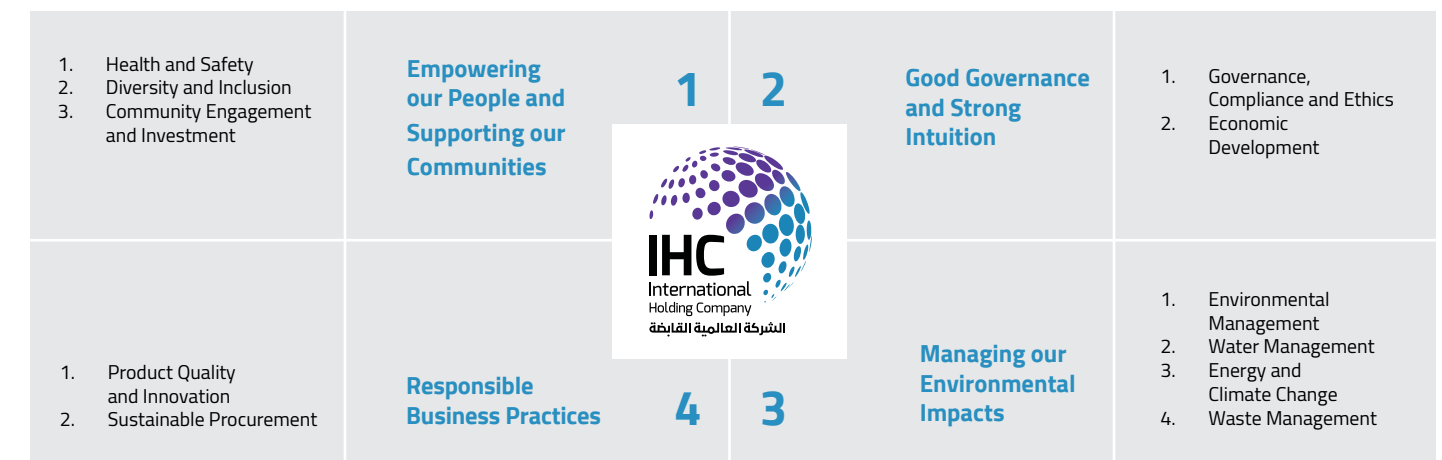 1. Health and Safety
2. Diversity and Inclusion
3. Community Engagement
and Investment
Empowering
our People and
Supporting our
Communities
1
2
Good Governance
and Strong
Intuition
1. Governance,
Compliance and Ethics
2. Economic
Development
IHC
International
Holding Company
الشركة العالمية القابضة
1. Product Quality
and Innovation
2. Sustainable Procurement
Responsible
Business Practices
4
3
Managing our
Environmental
Impacts
1. Environmental
Management
2. Water Management
3. Energy and
Climate Change
4. Waste Management